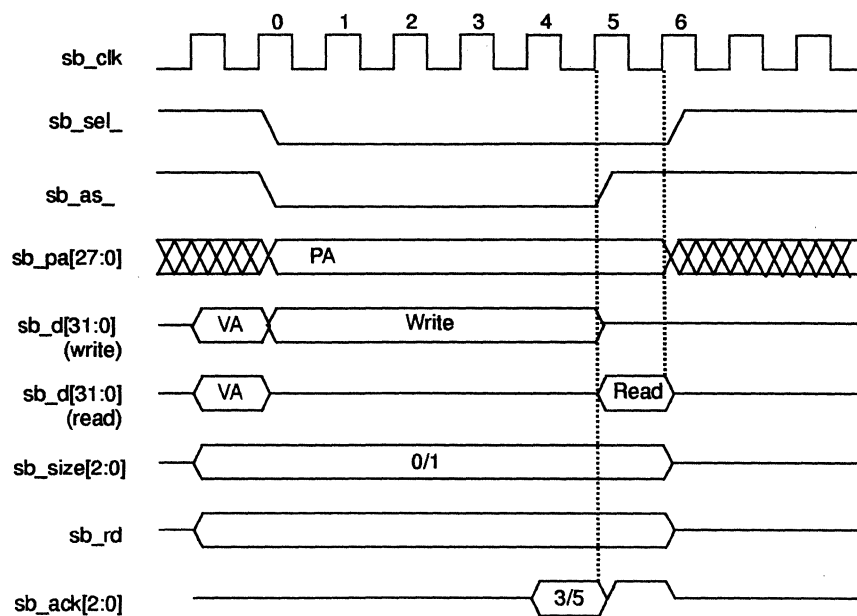 0 1 2 3 4 5 6
sb_clk
sb_sel_
sb_as_
sb_pa[27:0] PA
sb_d[31:0] VA Write
(write)
sb_d[31:0] VA Read
(read)
sb_size[2:0] 0/1
sb_rd
sb_ack[2:0] 3/5